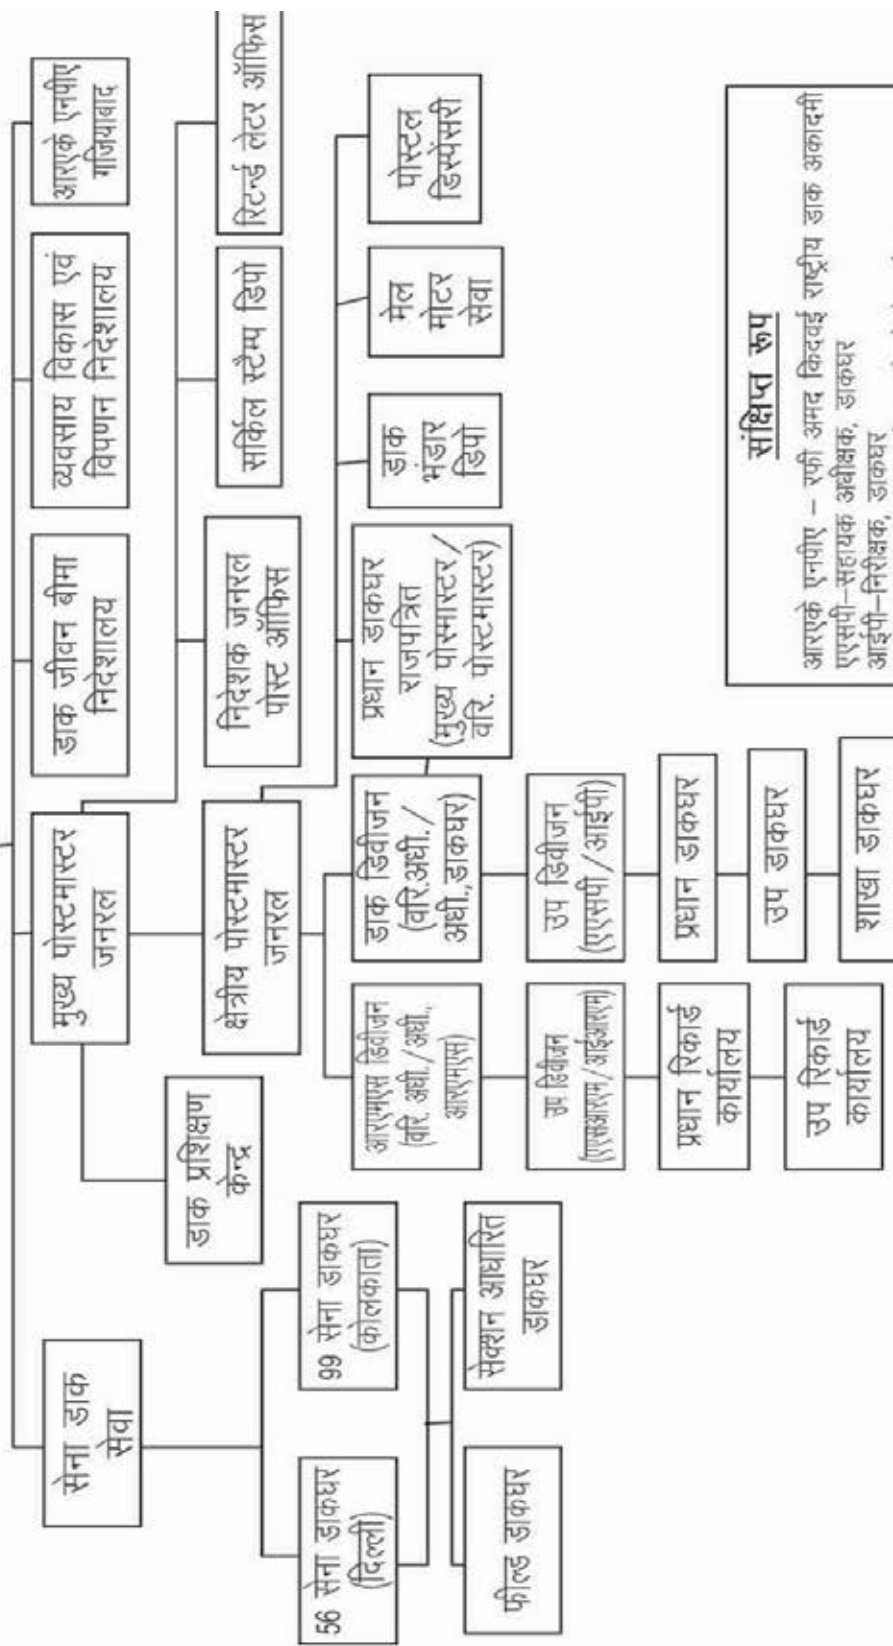 सेना डाक
सेवा
मुख्य पोस्टमास्टर
जनरल
डाक जीवन बीमा
निदेशालय
व्यवसाय विकास एवं
विपणन निदेशालय
आरएके एनपीए
गाजियाबाद
डाक प्रशिक्षण
केन्द्र
क्षेत्रीय पोस्टमास्टर
जनरल
निदेशक जनरल
पोस्ट ऑफिस
सर्किल स्टैम्प डिपो
रिटर्न्ड लेटर ऑफिस
56 सेना डाकघर
(दिल्ली)
99 सेना डाकघर
(कोलकाता)
आरएमएस डिवीजन
(वरि. अधी./ अधी.,
आरएमएस)
डाक डिवीजन
(वरि.अधी./
अधी.,डाकघर)
प्रधान डाकघर
राजपत्रित
(मुख्य पोस्मास्टर/
वरि. पोस्टमास्टर)
डाक
भंडार
डिपो
मेल
मोटर
सेवा
पोस्टल
डिस्पेंसरी
फील्ड डाकघर
सेक्शन आधारित
डाकघर
उप डिवीजन
(एएसआरएम/आईआरएम)
उप डिवीजन
(एएसपी/आईपी)
प्रधान रिकार्ड
कार्यालय
प्रधान डाकघर
उप रिकार्ड
कार्यालय
उप डाकघर
शाखा डाकघर
संक्षिप्त रूप
आरएके एनपीए – रफी अमद किदवई राष्ट्रीय डाक अकादमी
एएसपी–सहायक अधीक्षक, डाकघर
आईपी–निरीक्षक, डाकघर